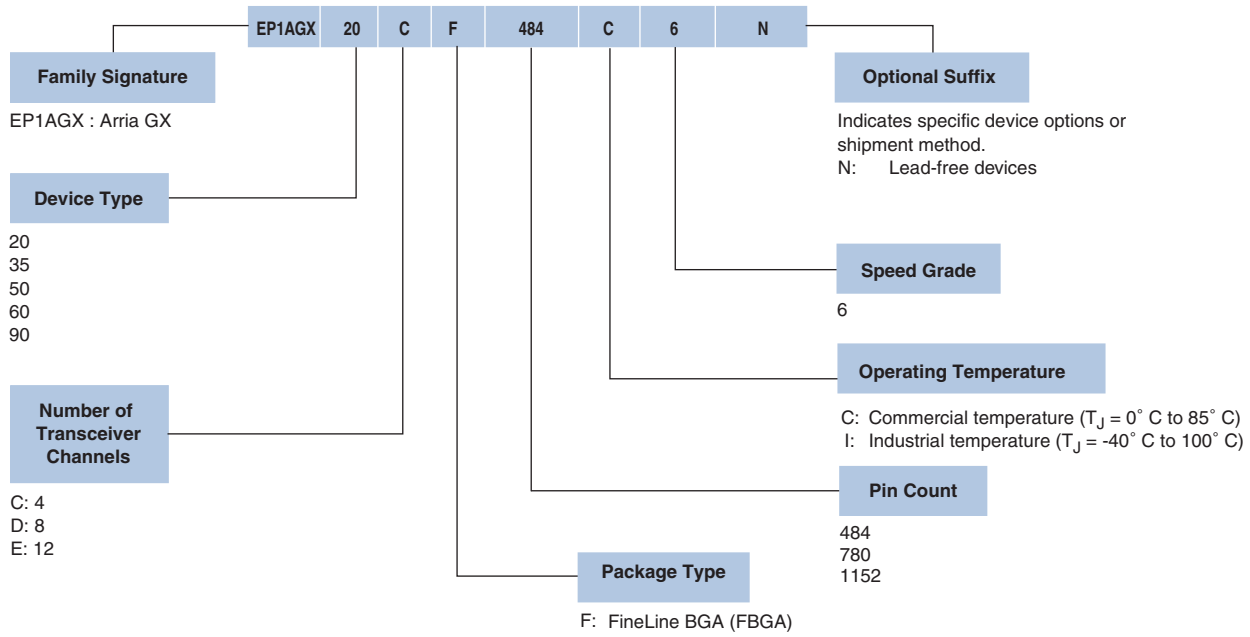 EP1AGX 20 C F 484 C 6 N
Family Signature
EP1AGX : Arria GX
Device Type
20
35
50
60
90
Number of
Transceiver
Channels
C: 4
D: 8
E: 12
Package Type
F: FineLine BGA (FBGA)
Optional Suffix
Indicates specific device options or
shipment method.
N: Lead-free devices
Speed Grade
6
Operating Temperature
C: Commercial temperature (TJ = 0˚ C to 85˚ C)
I: Industrial temperature (TJ = -40˚ C to 100˚ C)
Pin Count
484
780
1152